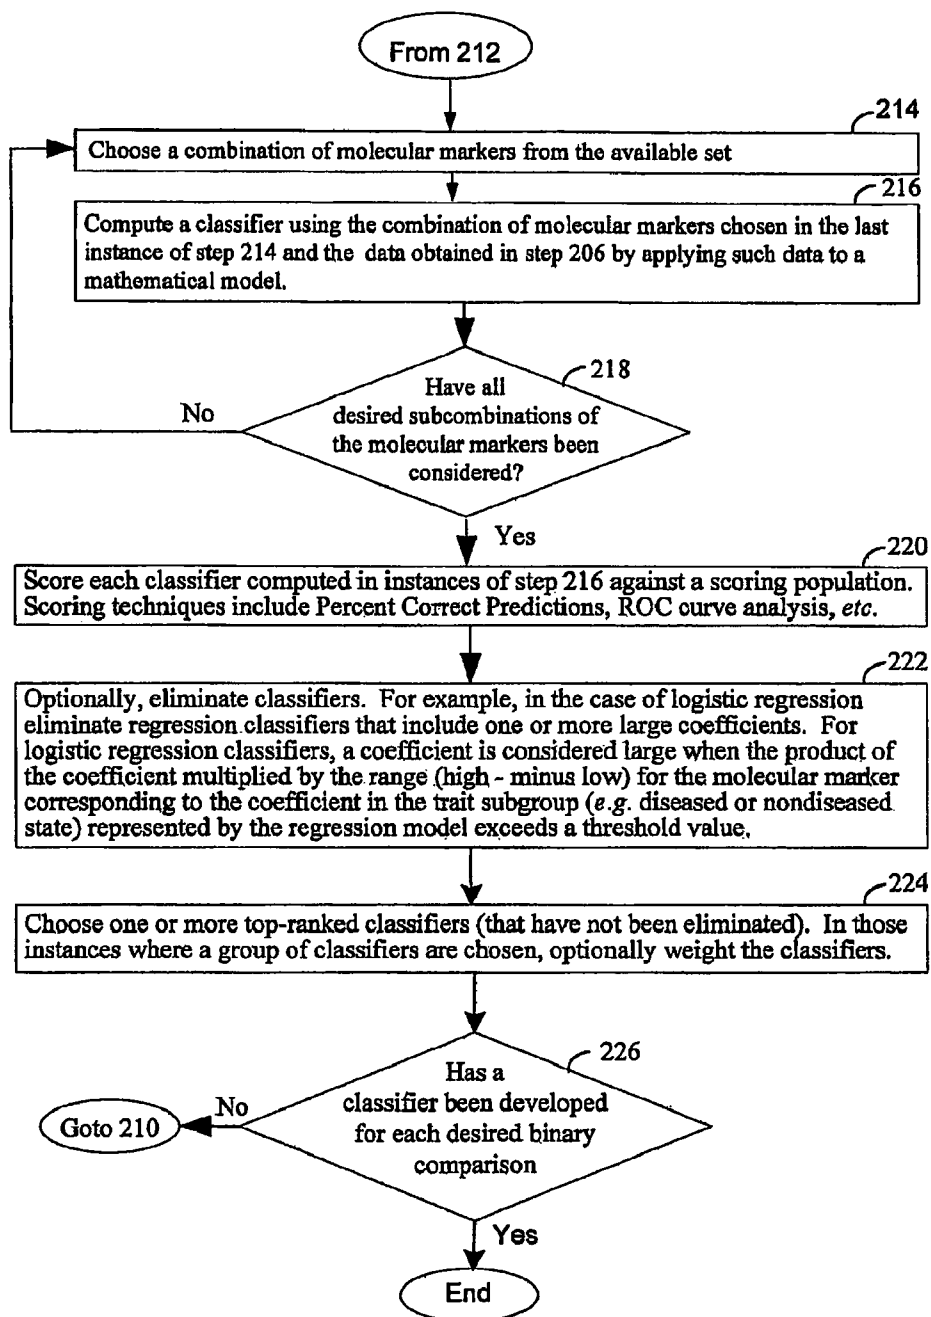 From 212
214
Choose a combination of molecular markers from the available set
216
Compute a classifier using the combination of molecular markers chosen in the last
instance of step 214 and the data obtained in step 206 by applying such data to a
mathematical model.
218
Have all
desired subcombinations of
the molecular markers been
considered?
No
Yes
220
Score each classifier computed in instances of step 216 against a scoring population.
Scoring techniques include Percent Correct Predictions, ROC curve analysis, etc.
222
Optionally, eliminate classifiers. For example, in the case of logistic regression
eliminate regression classifiers that include one or more large coefficients. For
logistic regression classifiers, a coefficient is considered large when the product of
the coefficient multiplied by the range (high - minus low) for the molecular marker
corresponding to the coefficient in the trait subgroup (e.g. diseased or nondiseased
state) represented by the regression model exceeds a threshold value.
224
Choose one or more top-ranked classifiers (that have not been eliminated). In those
instances where a group of classifiers are chosen, optionally weight the classifiers.
226
Has a
classifier been developed
for each desired binary
comparison
No
Goto 210
Yes
End